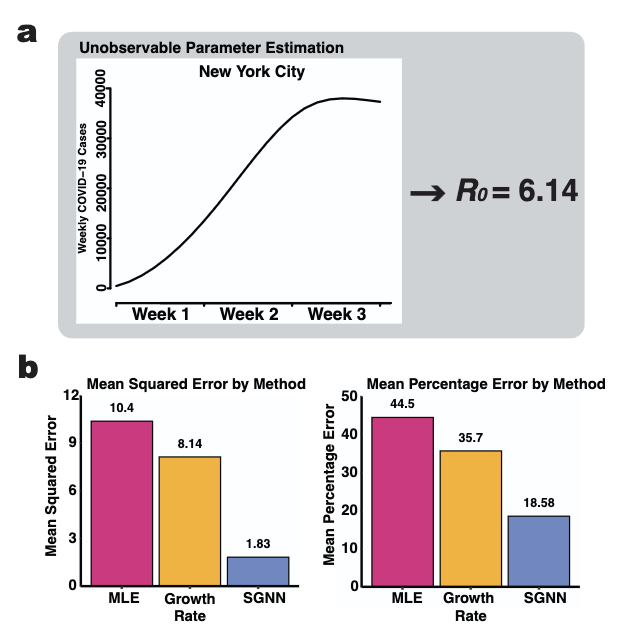 a
Unobservable Parameter Estimation
New York City
Weekly COVID–19 Cases
40000
30000
20000
10000
0
Week 1 Week 2 Week 3
→ R0 = 6.14
b
Mean Squared Error by Method
Mean Squared Error
12
9
6
3
0
10.4
8.14
1.83
MLE Growth Rate SGNN
Mean Percentage Error by Method
Mean Percentage Error
50
40
30
20
10
0
44.5
35.7
18.58
MLE Growth Rate SGNN